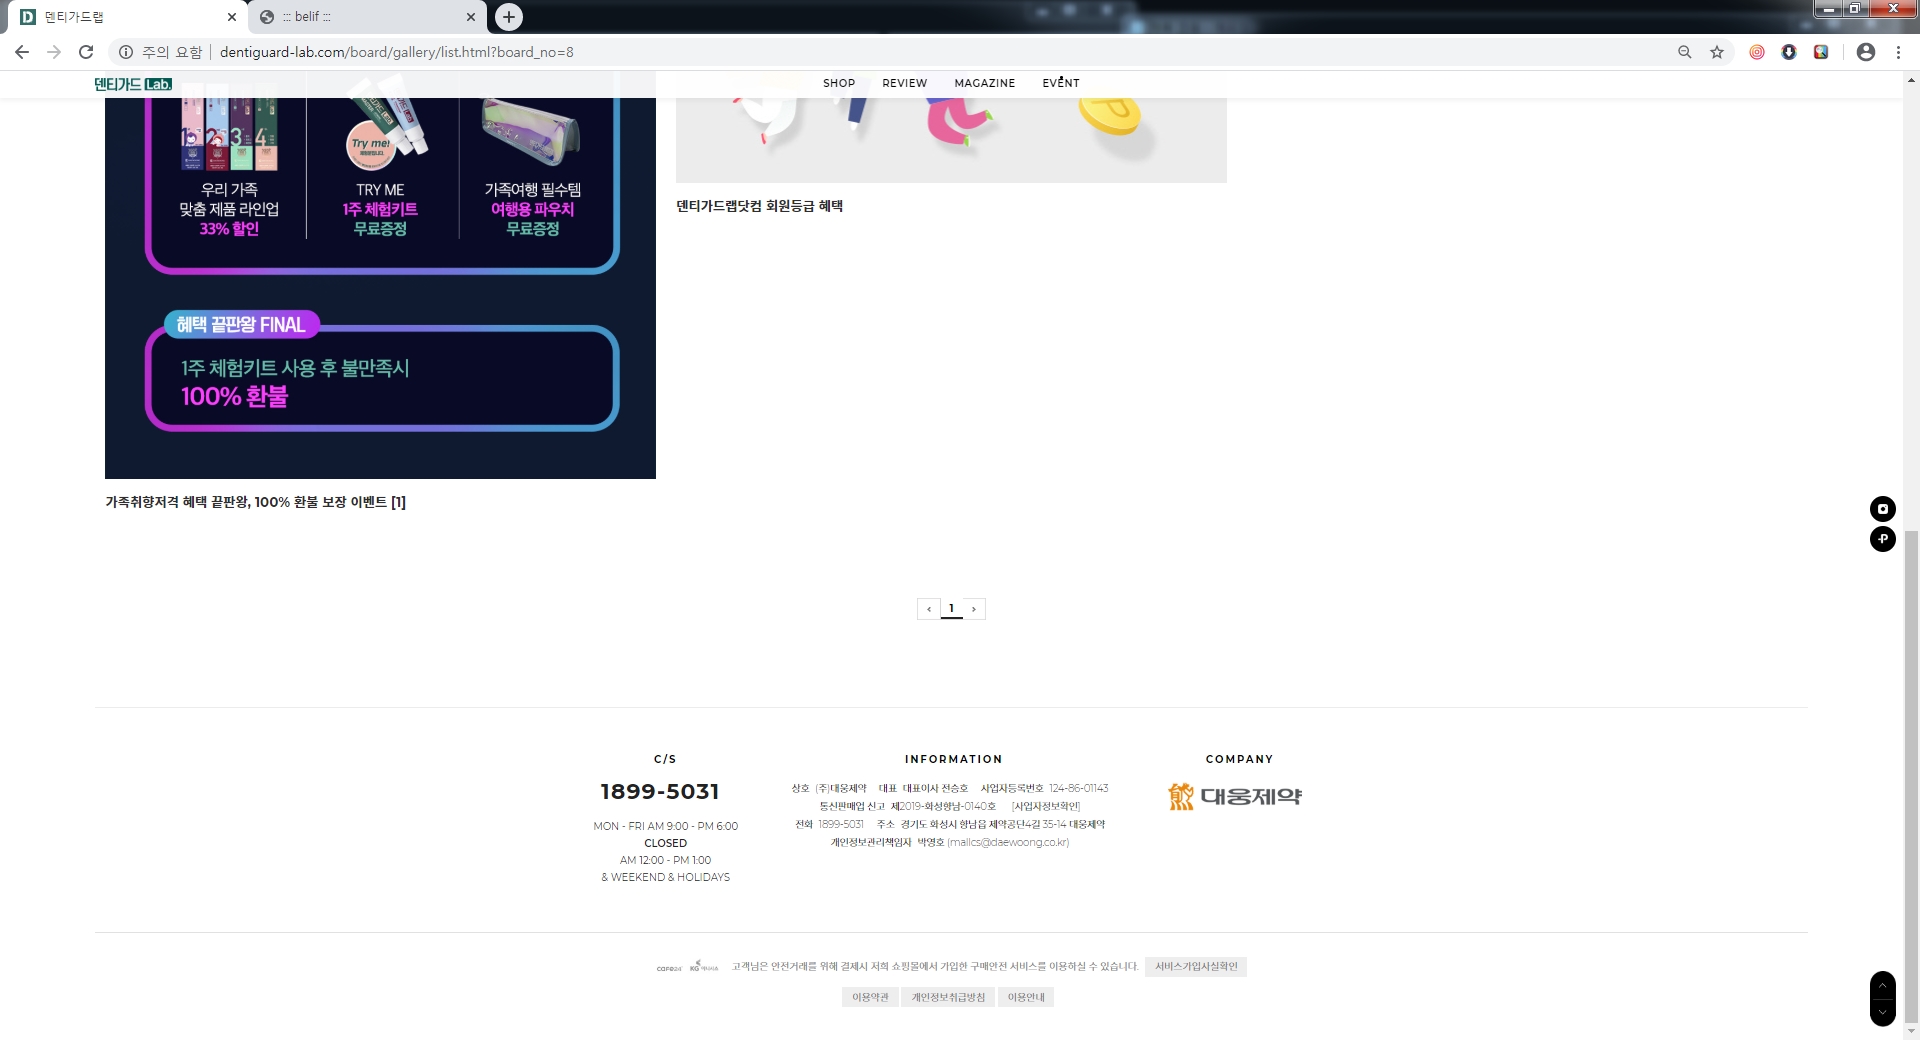 덴티가드랩
::: belif :::
주의 요함
dentiguard-lab.com/board/gallery/list.html?board_no=8
덴티가드 Lab.
SHOP
REVIEW
MAGAZINE
EVENT
1
2
3
4
Try me!
우리 가족
맞춤 제품 라인업
33% 할인
TRY ME
1주 체험키트
무료증정
가족여행 필수템
여행용 파우치
무료증정
혜택 끝판왕 FINAL
1주 체험키트 사용 후 불만족시
100% 환불
가족취향저격 혜택 끝판왕, 100% 환불 보장 이벤트 [1]
덴티가드랩닷컴 회원등급 혜택
1
C/S
1899-5031
MON - FRI AM 9:00 - PM 6:00
CLOSED
AM 12:00 - PM 1:00
& WEEKEND & HOLIDAYS
INFORMATION
상호 (주)대웅제약 대표 대표이사 전승호 사업자등록번호 124-86-01143
통신판매업 신고 제2019-화성향남-0140호 [사업자정보확인]
전화 1899-5031 주소 경기도 화성시 향남읍 제약공단4길 35-14 대웅제약
개인정보관리책임자 박영호 (mallcs@daewoong.co.kr)
COMPANY
대웅제약
cafe24 KG 이니시스 고객님은 안전거래를 위해 결제시 저희 쇼핑몰에서 가입한 구매안전 서비스를 이용하실 수 있습니다. 서비스가입사실확인
이용약관 개인정보취급방침 이용안내